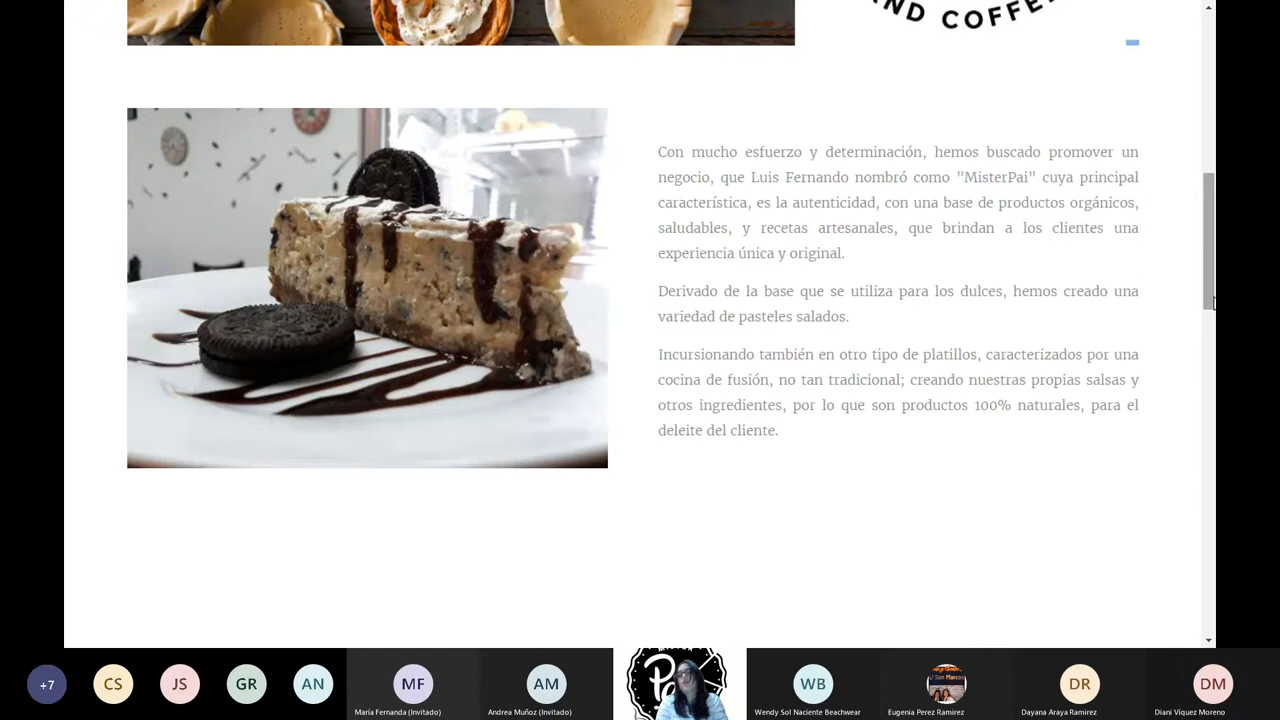 ND COFFE
Con mucho esfuerzo y determinación, hemos buscado promover un
negocio, que Luis Fernando nombró como "MisterPai" cuya principal
característica, es la autenticidad, con una base de productos orgánicos,
saludables, y recetas artesanales, que brindan a los clientes una
experiencia única y original.
Derivado de la base que se utiliza para los dulces, hemos creado una
variedad de pasteles salados.
Incursionando también en otro tipo de platillos, caracterizados por una
cocina de fusión, no tan tradicional; creando nuestras propias salsas y
otros ingredientes, por lo que son productos 100% naturales, para el
deleite del cliente.
+7
CS
JS
GR
AN
MF
María Fernanda (Invitado)
AM
Andrea Muñoz (Invitado)
WB
Wendy Sol Naciente Beachwear
San Marcos
Eugenia Perez Ramirez
DR
Dayana Araya Ramirez
DM
Diani Víquez Moreno